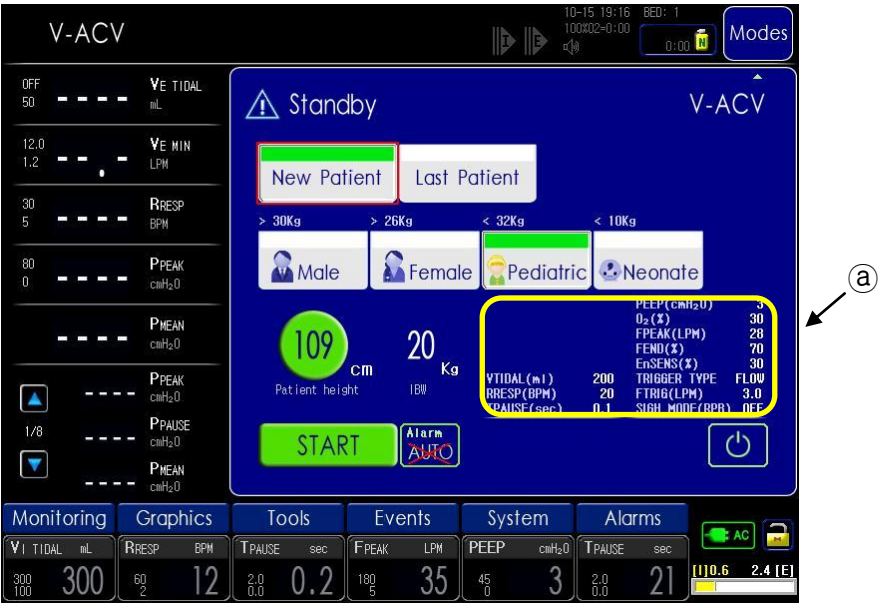 V-ACV
10-15 19:16 BED: 1
100%O2=0:00
I E 0:00 N
Modes
OFF
50 ---- VE TIDAL
mL
12.0
1.2 --.- VE MIN
LPM
30
5 ---- RRESP
BPM
80
0 ---- PPEAK
cmH2O
---- PMEAN
cmH2O
---- PPEAK
cmH2O
1/8 ---- PPAUSE
cmH2O
---- PMEAN
cmH2O
Standby V-ACV
New Patient Last Patient
> 30Kg > 26Kg < 32Kg < 10Kg
Male Female Pediatric Neonate
109 cm 20 Kg
Patient height IBW
PEEP(cmH2O) 3
O2(%) 30
FPEAK(LPM) 28
FEND(%) 70
EnSENS(%) 30
VTIDAL(ml) 200 TRIGGER TYPE FLOW
RRESP(BPM) 20 FTRIG(LPM) 3.0
TPAUSE(sec) 0.1 SIGH MODE(RPB) OFF
START Alarm
AUTO
ⓐ
Monitoring Graphics Tools Events System Alarms
AC
VI TIDAL mL RRESP BPM TPAUSE sec FPEAK LPM PEEP cmH2O TPAUSE sec
300
100 300 60
2 12 2.0
0.0 0.2 180
5 35 45
0 3 2.0
0.0 21
[I]0.6 2.4 [E]